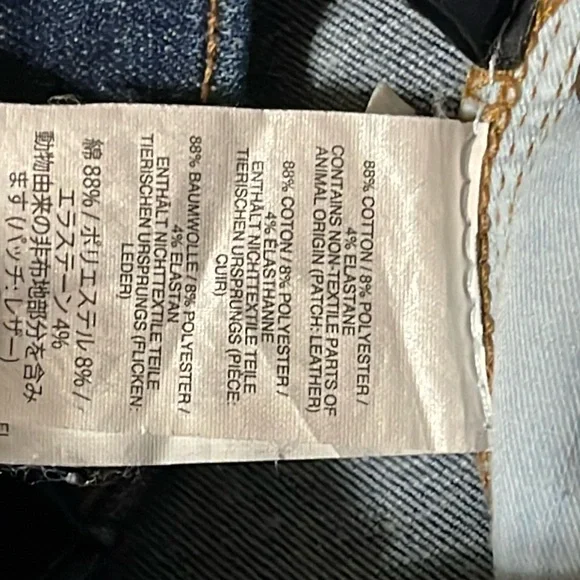 88% COTTON / 8% POLYESTER /
4% ELASTANE
CONTAINS NON-TEXTILE PARTS OF
ANIMAL ORIGIN (PATCH: LEATHER)
88% COTON / 8% POLYESTER /
4% ELASTHANNE
ENTHÄLT NICHTTEXTILE TEILE
TIERISCHEN URSPRUNGS (PIÈCE:
CUIR)
88% BAUMWOLLE / 8% POLYESTER /
4% ELASTAN
ENTHÄLT NICHTTEXTILE TEILE
TIERISCHEN URSPRUNGS (FLICKEN:
LEDER)
綿 88% / ポリエステル 8% /
エラステーン 4%
動物由来の非布地部分を含み
ます (パッチ: レザー)